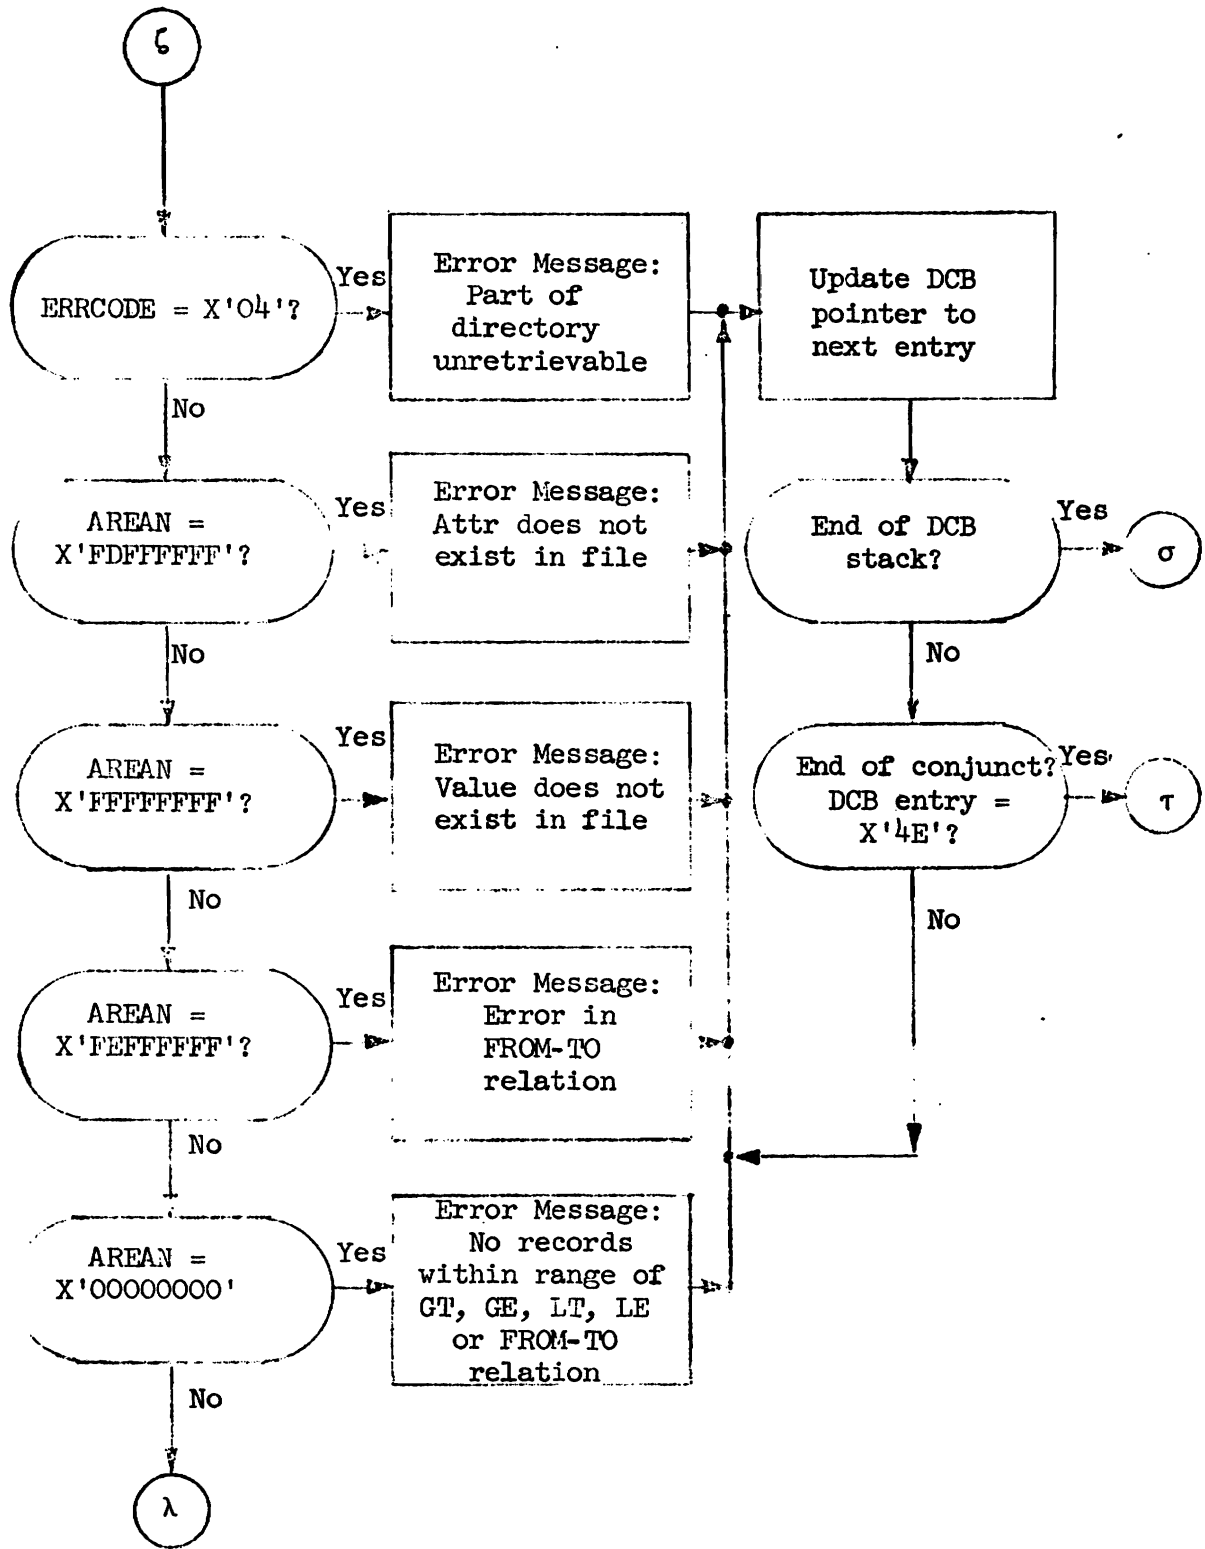 ζ
ERRCODE = X'04'?
Yes
Error Message:
Part of
directory
unretrievable
Update DCB
pointer to
next entry
No
AREAN =
X'FDFFFFFF'?
Yes
Error Message:
Attr does not
exist in file
End of DCB
stack?
Yes
σ
No
No
AREAN =
X'FFFFFFFF'?
Yes
Error Message:
Value does not
exist in file
End of conjunct?
DCB entry =
X'4E'?
Yes
τ
No
No
AREAN =
X'FEFFFFFF'?
Yes
Error Message:
Error in
FROM-TO
relation
No
AREAN =
X'00000000'
Yes
Error Message:
No records
within range of
GT, GE, LT, LE
or FROM-TO
relation
No
λ